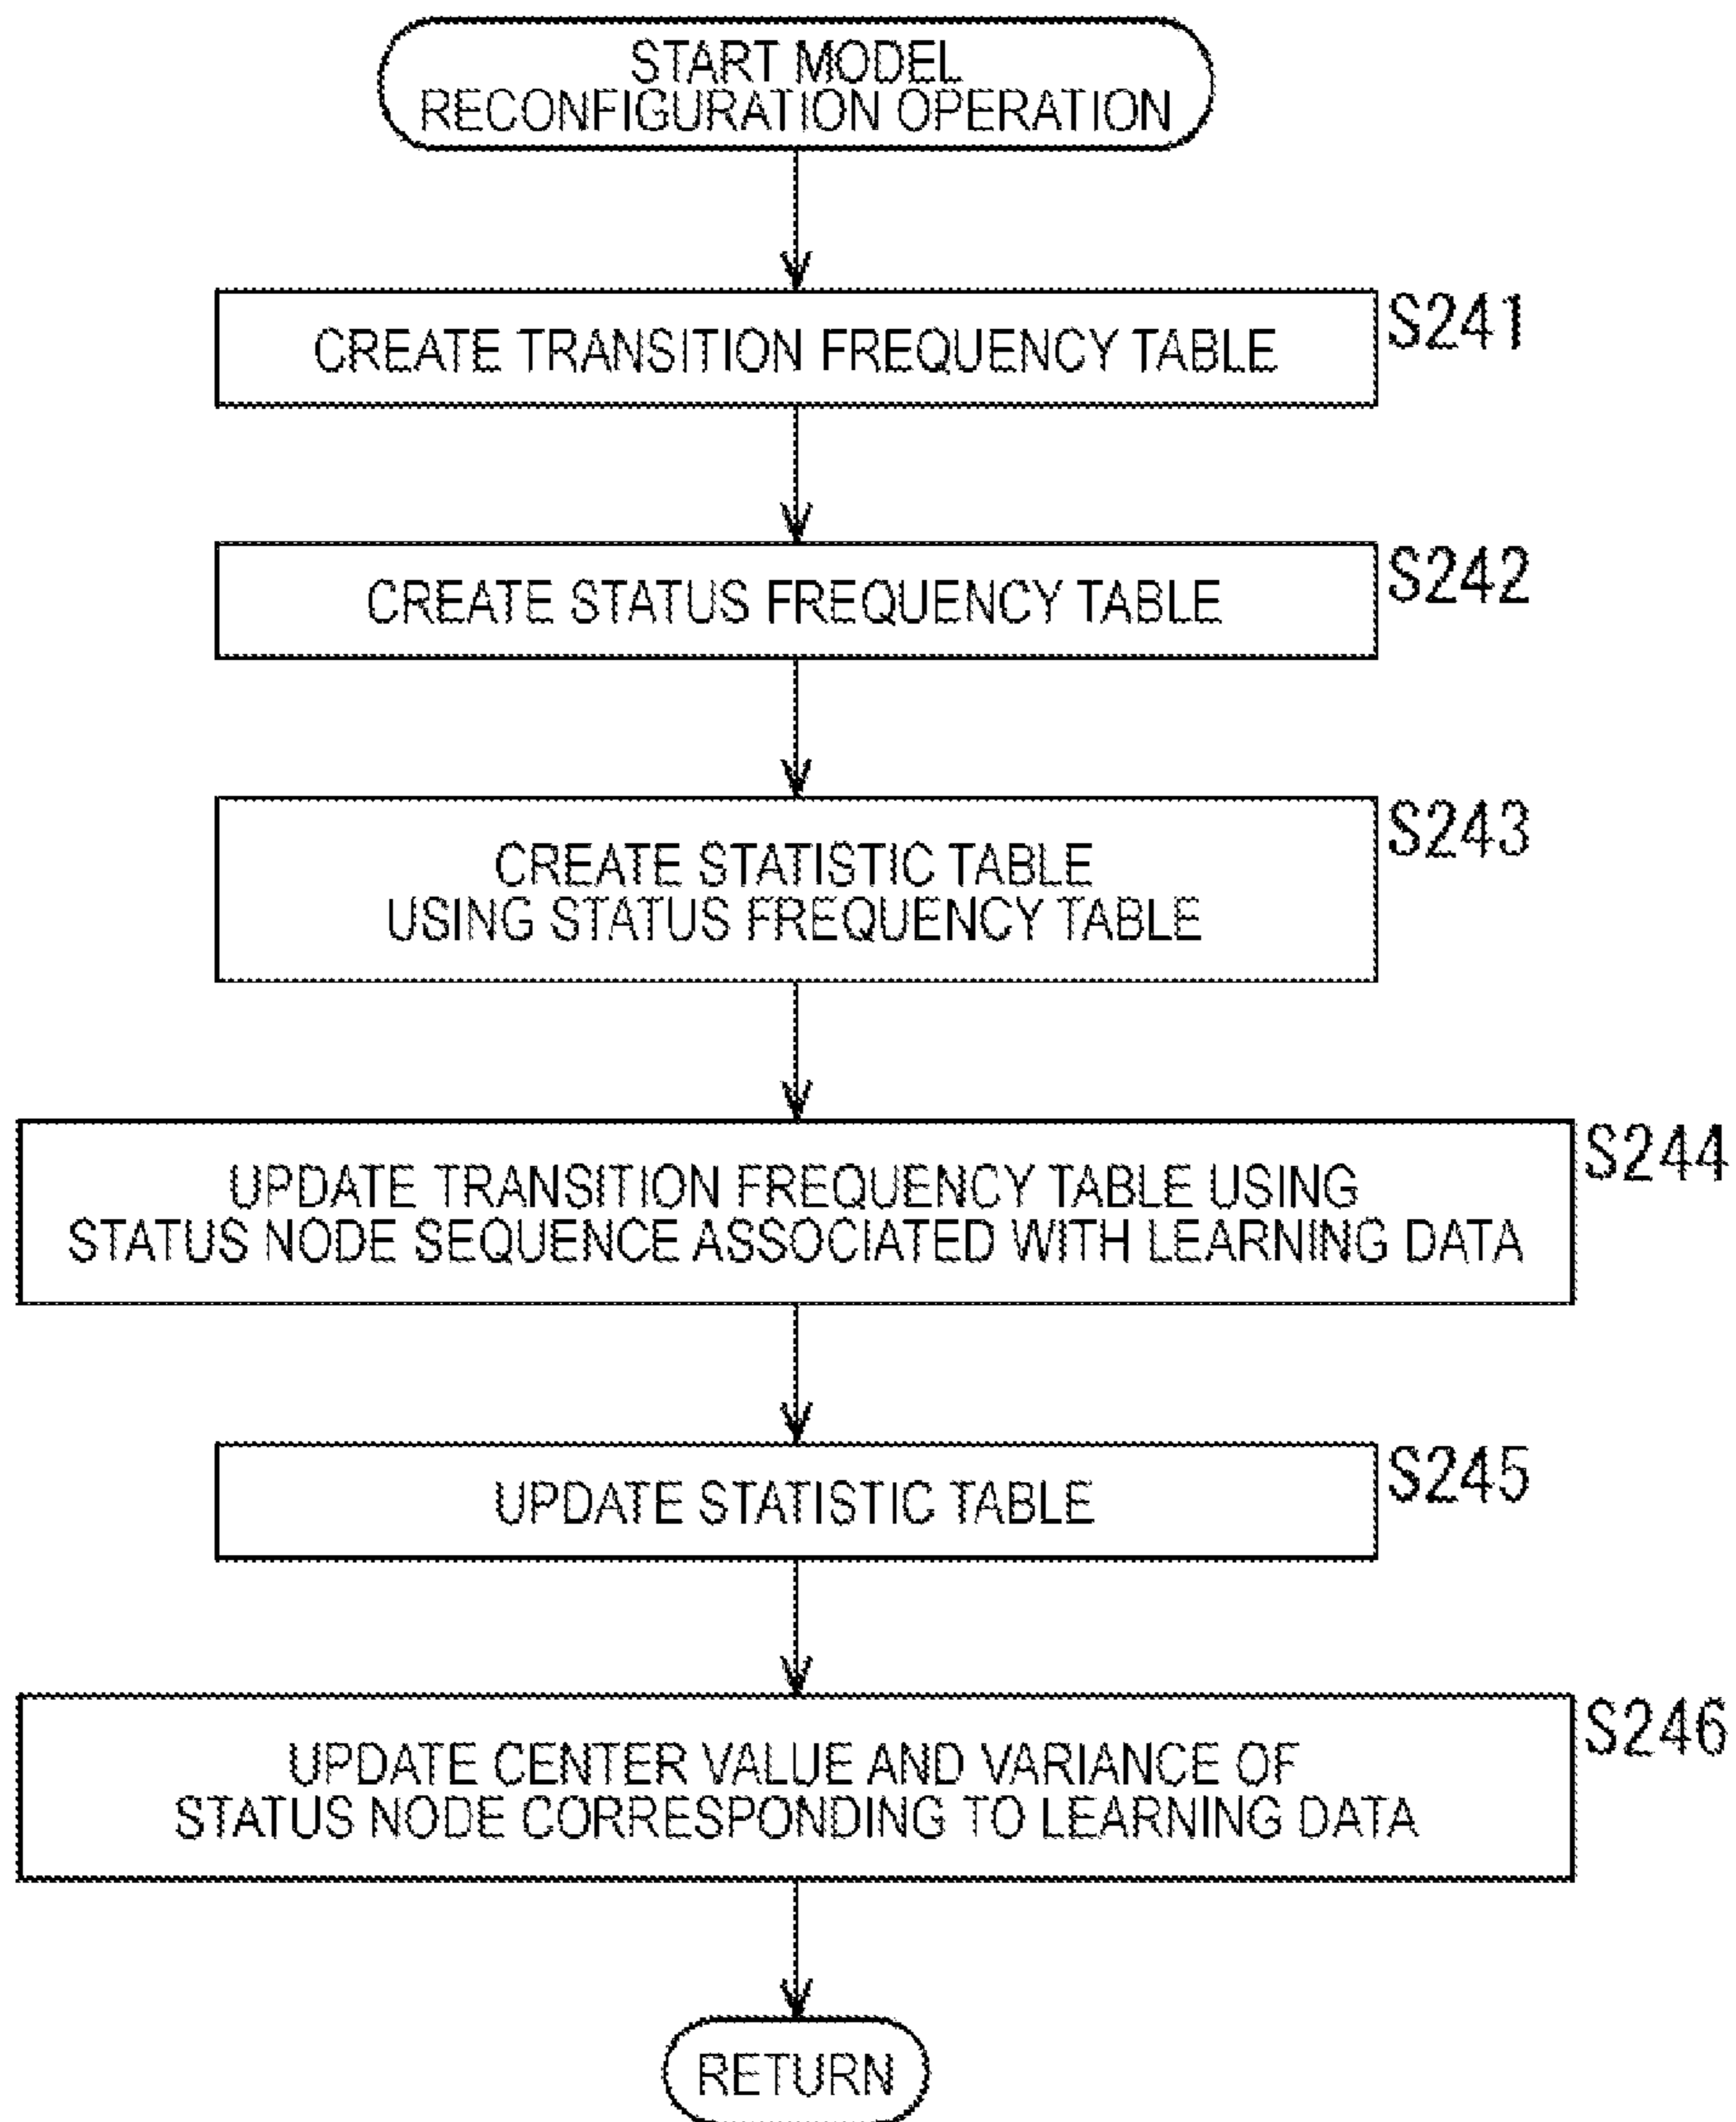 START MODEL
RECONFIGURATION OPERATION
CREATE TRANSITION FREQUENCY TABLE
S241
CREATE STATUS FREQUENCY TABLE
S242
CREATE STATISTIC TABLE
USING STATUS FREQUENCY TABLE
S243
UPDATE TRANSITION FREQUENCY TABLE USING
STATUS NODE SEQUENCE ASSOCIATED WITH LEARNING DATA
S244
UPDATE STATISTIC TABLE
S245
UPDATE CENTER VALUE AND VARIANCE OF
STATUS NODE CORRESPONDING TO LEARNING DATA
S246
RETURN